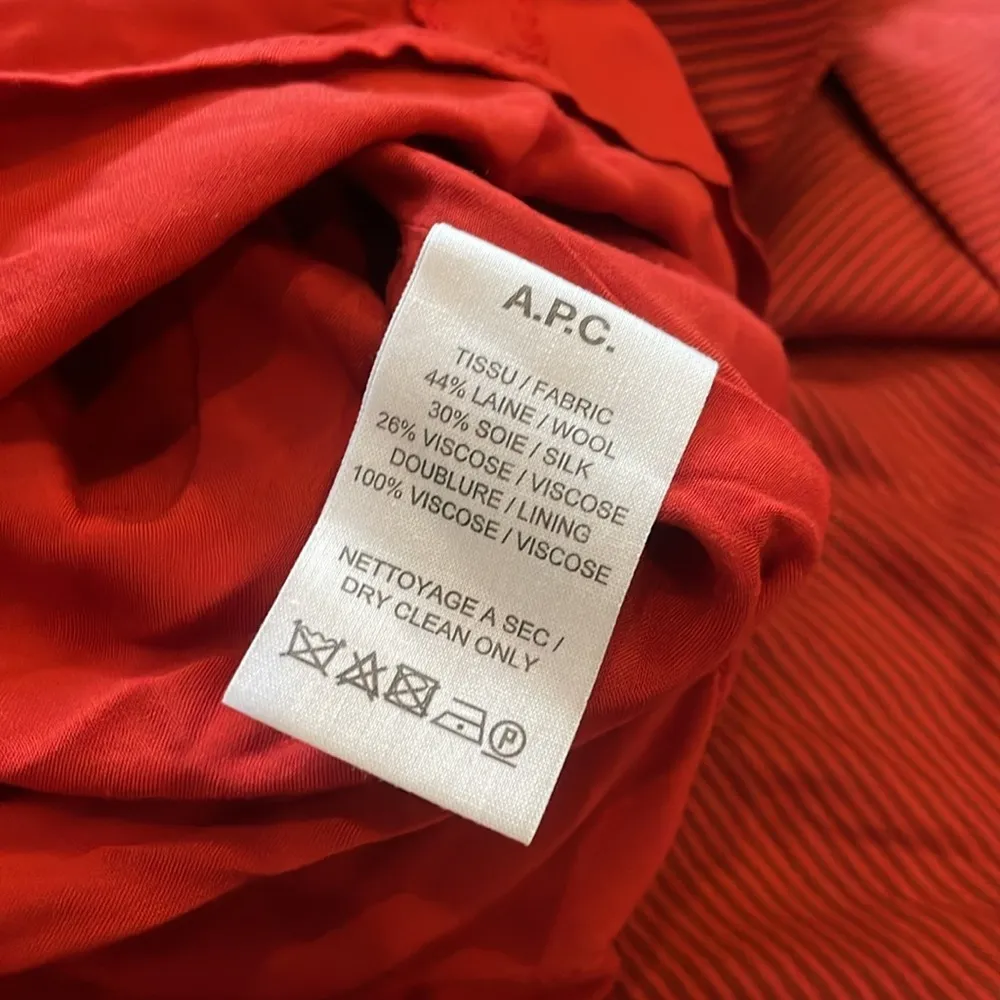 A.P.C.
TISSU / FABRIC
44% LAINE / WOOL
30% SOIE / SILK
26% VISCOSE / VISCOSE
DOUBLURE / LINING
100% VISCOSE / VISCOSE
NETTOYAGE A SEC /
DRY CLEAN ONLY
P